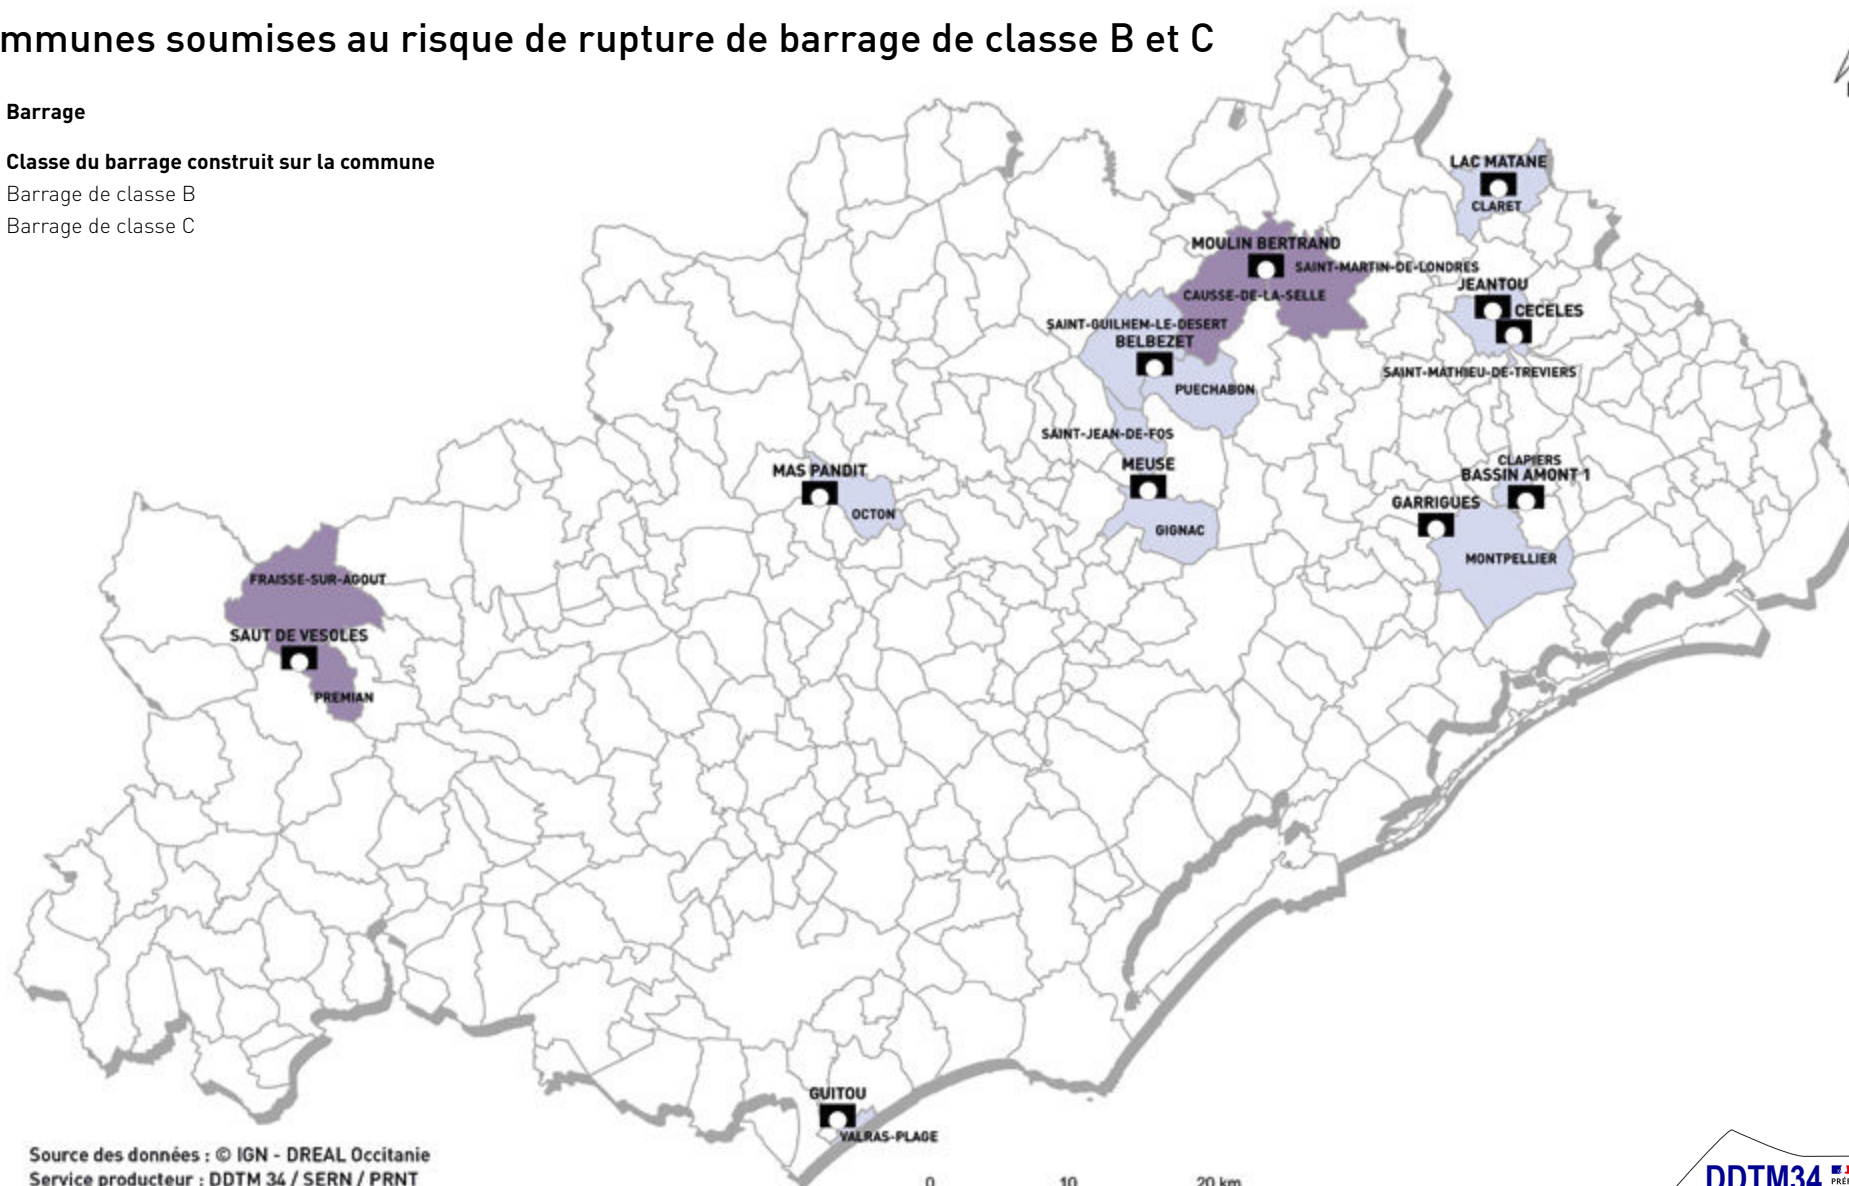 mmunes soumises au risque de rupture de barrage de classe B et C
Barrage
Classe du barrage construit sur la commune
Barrage de classe B
Barrage de classe C
LAC MATANE
CLARET
MOULIN BERTRAND
SAINT-MARTIN-DE-LONDRES
CAUSSE-DE-LA-SELLE
JEANTOU
CECELES
SAINT-GUILHEM-LE-DESERT
BELBEZET
PUECHABON
SAINT-MATHIEU-DE-TREVIERS
SAINT-JEAN-DE-FOS
MEUSE
GIGNAC
MAS PANDIT
OCTON
CLAPIERS
BASSIN AMONT 1
GARRIGUES
MONTPELLIER
FRAISSE-SUR-AGOUT
SAUT DE VESOLES
PREMIAN
GUITOU
VALRAS-PLAGE
Source des données : © IGN - DREAL Occitanie
Service producteur : DDTM 34 / SERN / PRNT
0 10 20 km
DDTM34